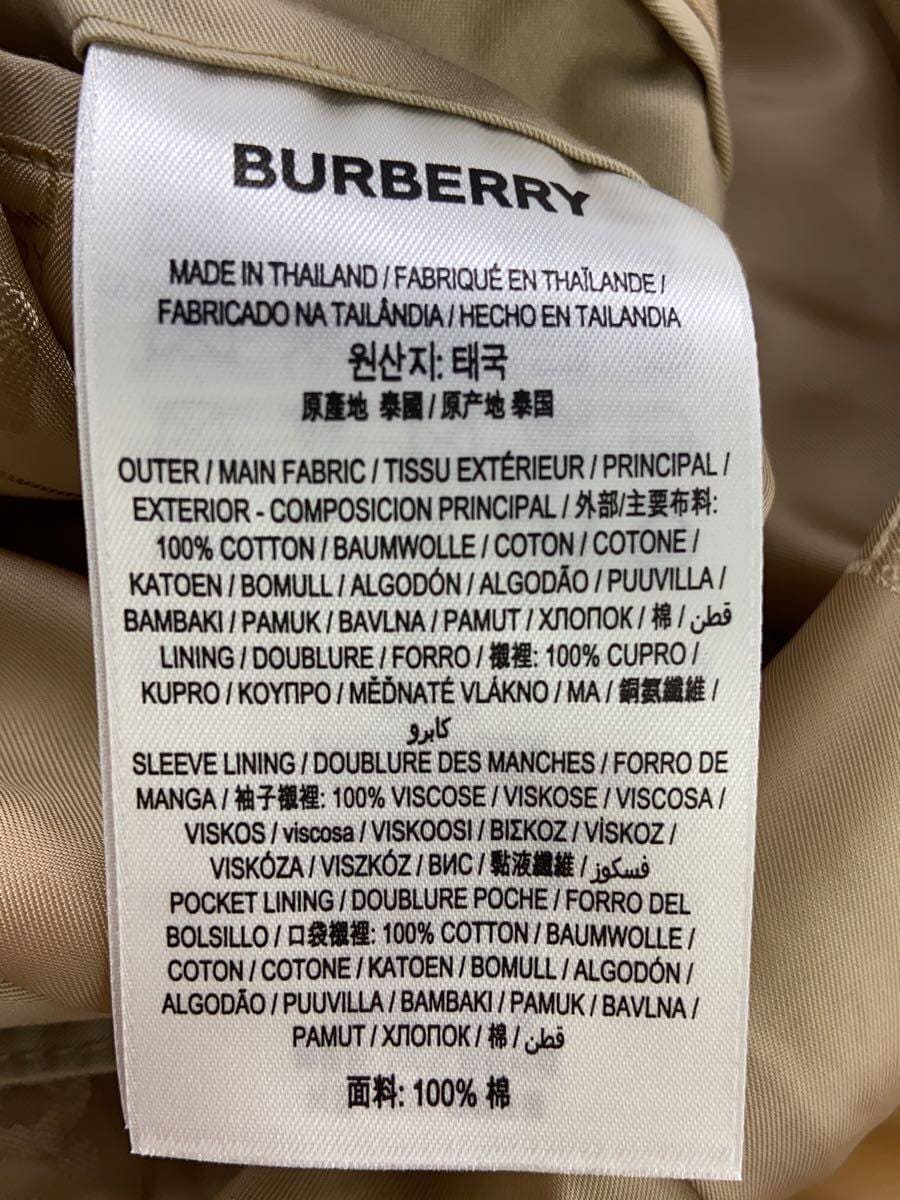 BURBERRY
MADE IN THAILAND / FABRIQUÉ EN THAÏLANDE /
FABRICADO NA TAILÂNDIA / HECHO EN TAILANDIA
원산지: 태국
原產地 泰國 / 原产地 泰国
OUTER / MAIN FABRIC / TISSU EXTÉRIEUR / PRINCIPAL /
EXTERIOR - COMPOSICION PRINCIPAL / 外部/主要布料:
100% COTTON / BAUMWOLLE / COTON / COTONE /
KATOEN / BOMULL / ALGODÓN / ALGODÃO / PUUVILLA /
BAMBAKI / PAMUK / BAVLNA / PAMUT / ХЛОПОК / 棉 / قطن
LINING / DOUBLURE / FORRO / 襯裡: 100% CUPRO /
KUPRO / ΚΟΥΠΡΟ / MĚĎNATÉ VLÁKNO / МА / 銅氨纖維 /
كابرو
SLEEVE LINING / DOUBLURE DES MANCHES / FORRO DE
MANGA / 袖子襯裡: 100% VISCOSE / VISKOSE / VISCOSA /
VISKOS / viscosa / VISKOOSI / ΒΙΣΚΟΖ / VİSKOZ /
VISKÓZA / VISZKÓZ / ВИС / 黏液纖維 / فسكوز
POCKET LINING / DOUBLURE POCHE / FORRO DEL
BOLSILLO / 口袋襯裡: 100% COTTON / BAUMWOLLE /
COTON / COTONE / KATOEN / BOMULL / ALGODÓN /
ALGODÃO / PUUVILLA / BAMBAKI / PAMUK / BAVLNA /
PAMUT / ХЛОПОК / 棉 / قطن
面料: 100% 棉